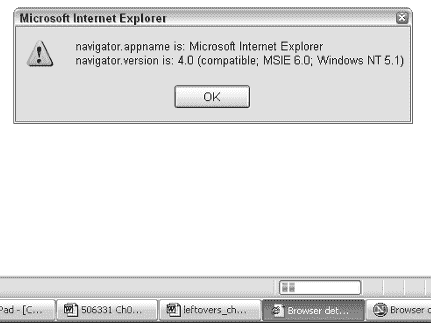 Microsoft Internet Explorer
navigator.appname is: Microsoft Internet Explorer
navigator.version is: 4.0 (compatible; MSIE 6.0; Windows NT 5.1)
OK
Pad - [C... 506331 Ch0... leftovers_ch... Browser det... Browser d